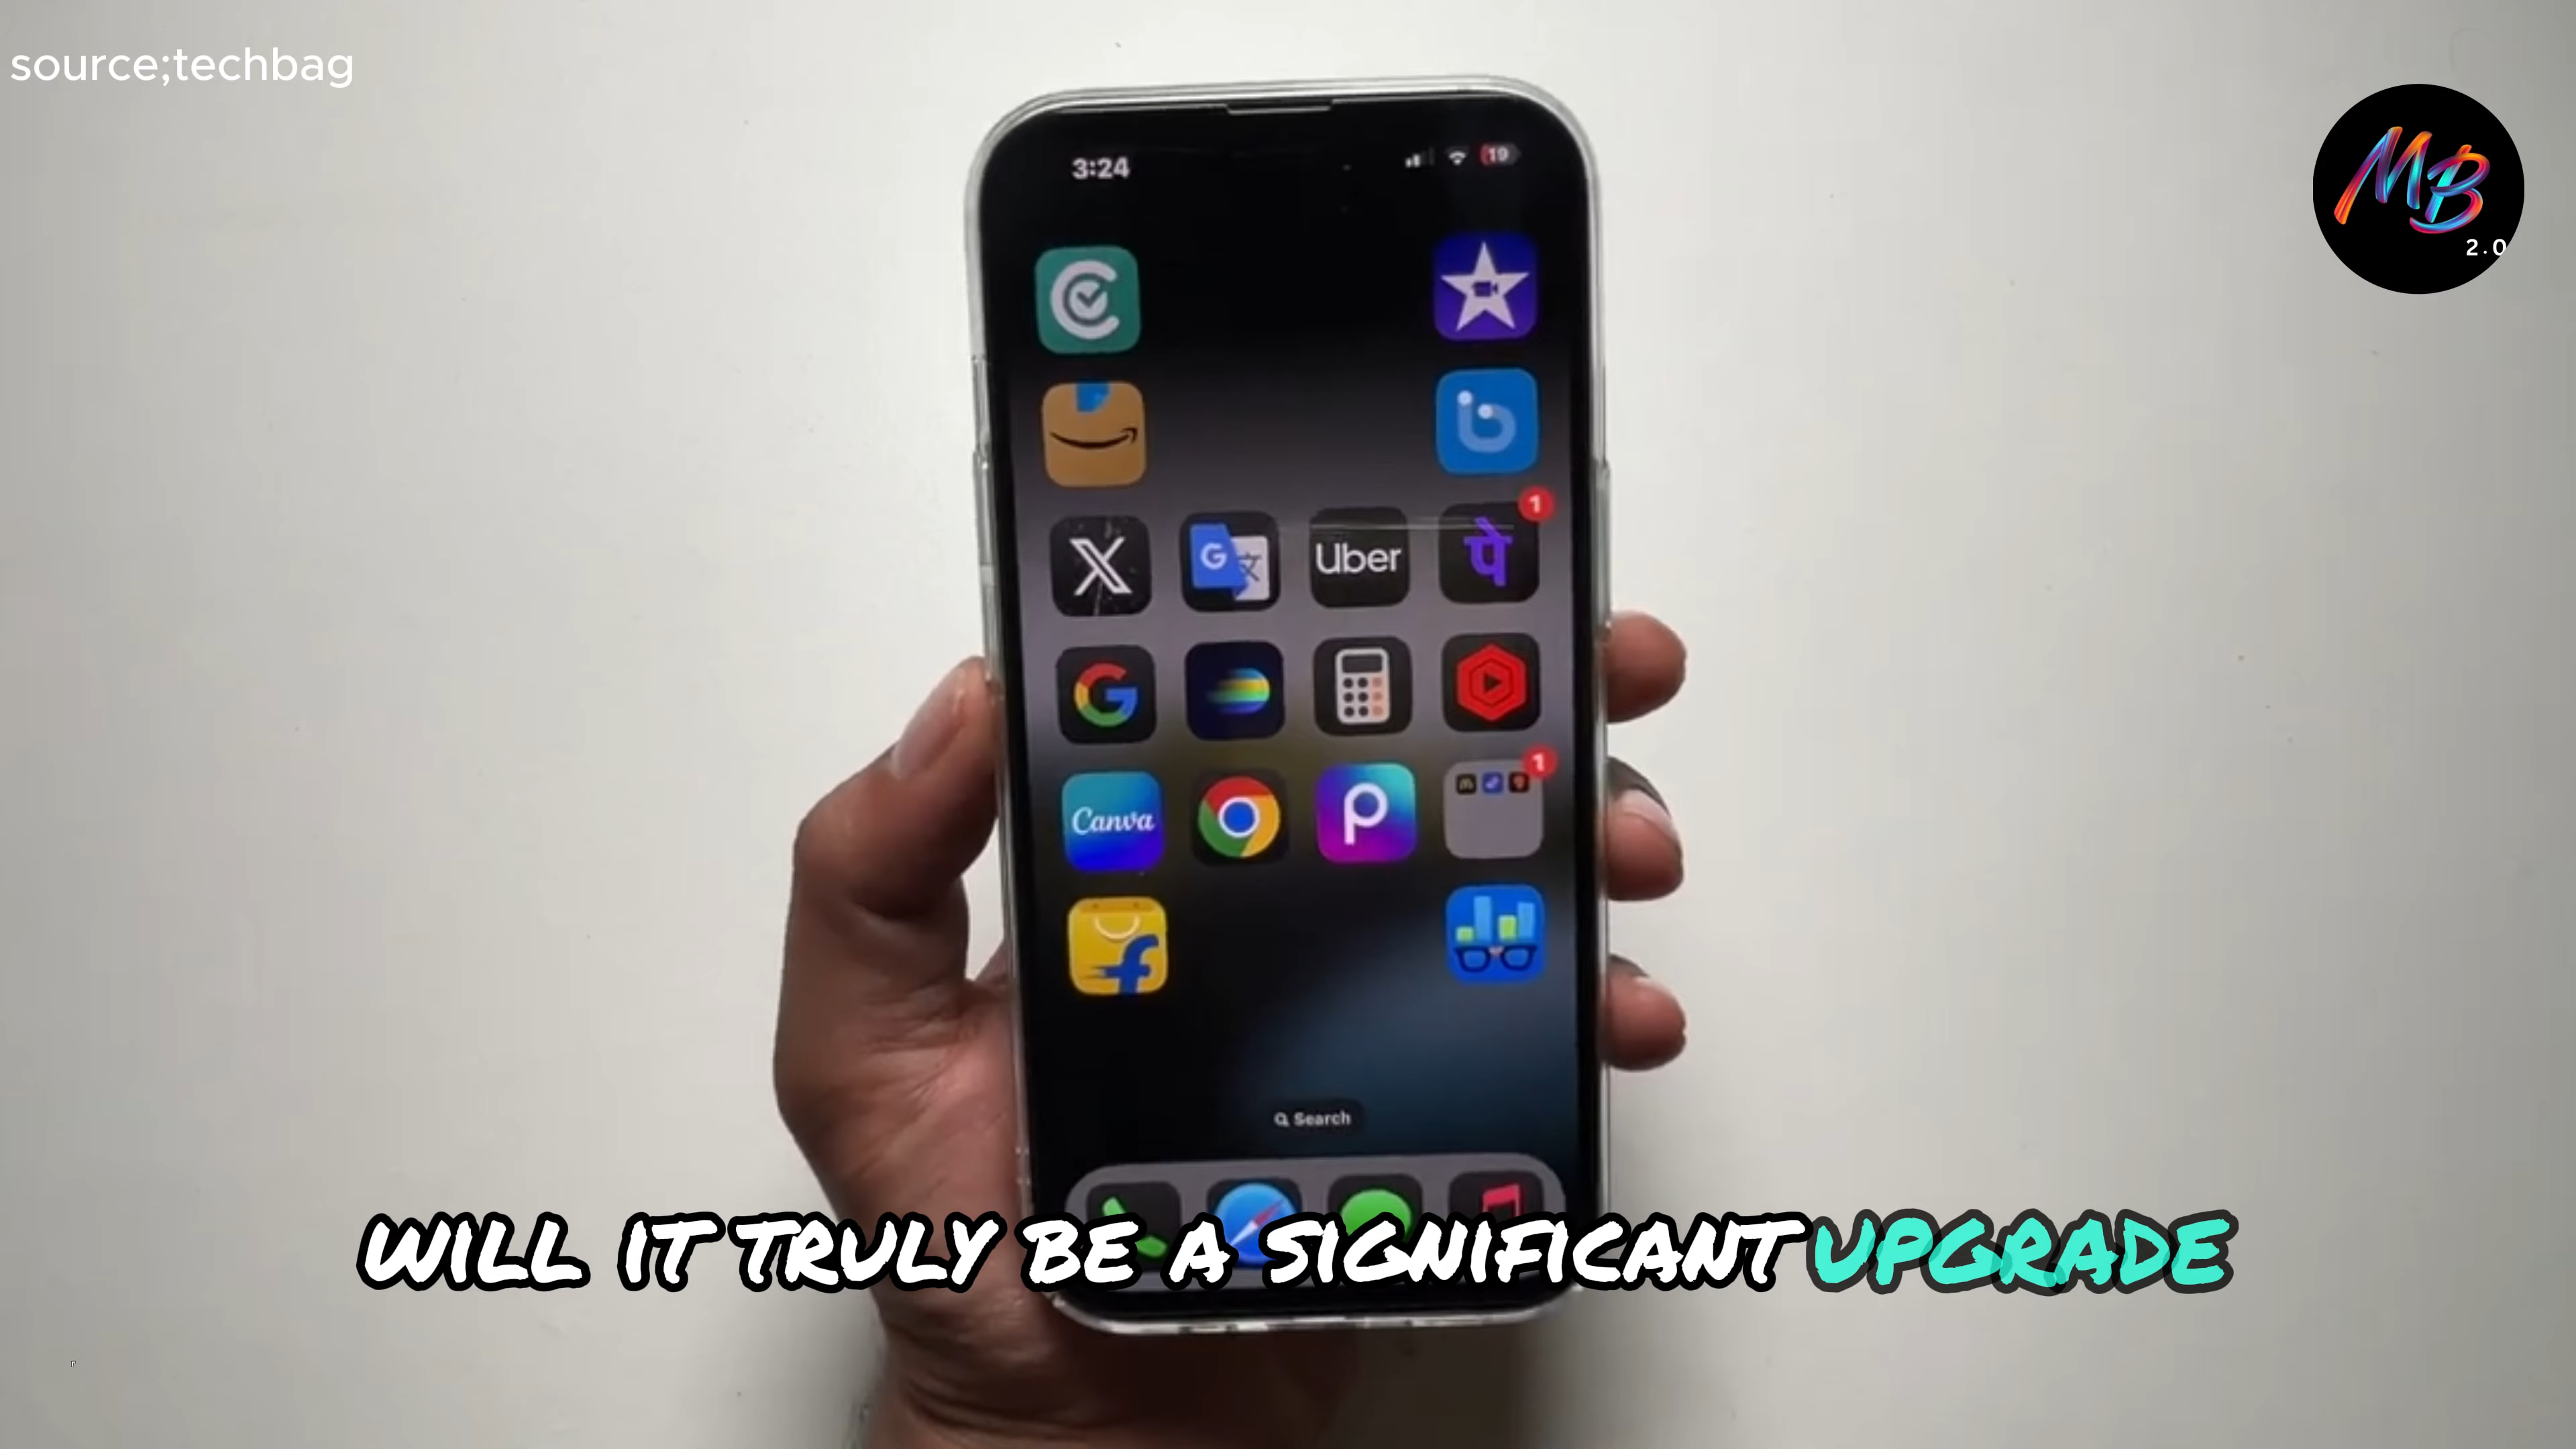 source;techbag
MB
2.0
3:24
19
1
X
G 文
Uber
पे
G
1
Canva
P
f
Search
WILL IT TRULY BE A SIGNIFICANT UPGRADE